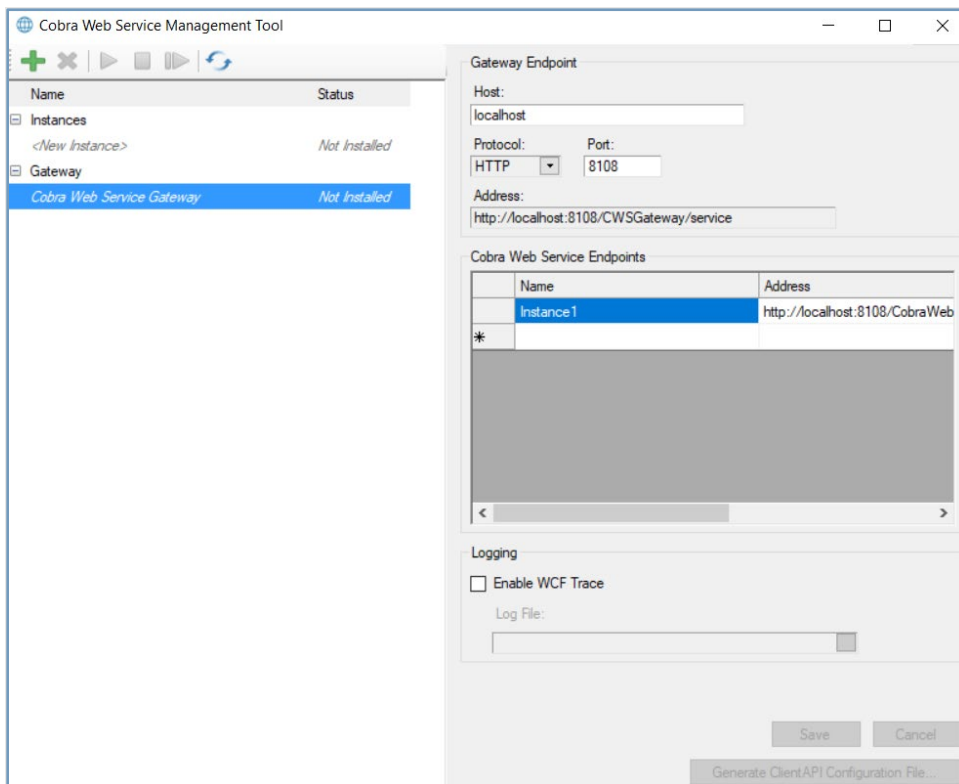 Cobra Web Service Management Tool
Name Status
Instances
<New Instance> Not Installed
Gateway
Cobra Web Service Gateway Not Installed
Gateway Endpoint
Host:
localhost
Protocol: Port:
HTTP 8108
Address:
http://localhost:8108/CWSGateway/service
Cobra Web Service Endpoints
Name Address
Instance1 http://localhost:8108/CobraWeb
Logging
Enable WCF Trace
Log File:
Save Cancel
Generate ClientAPI Configuration File...